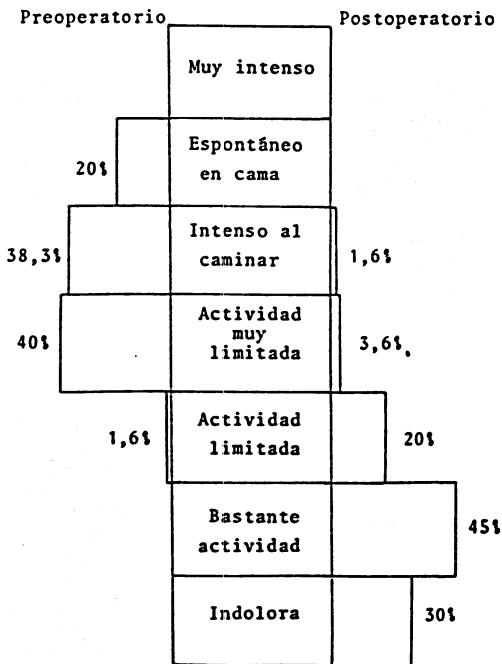 Preoperatorio Postoperatorio
Muy intenso
Espontáneo
en cama
20%
Intenso al
caminar
38,3%
1,6%
Actividad
muy
limitada
40%
3,6%.
Actividad
limitada
1,6%
20%
Bastante
actividad
45%
Indolora
30%